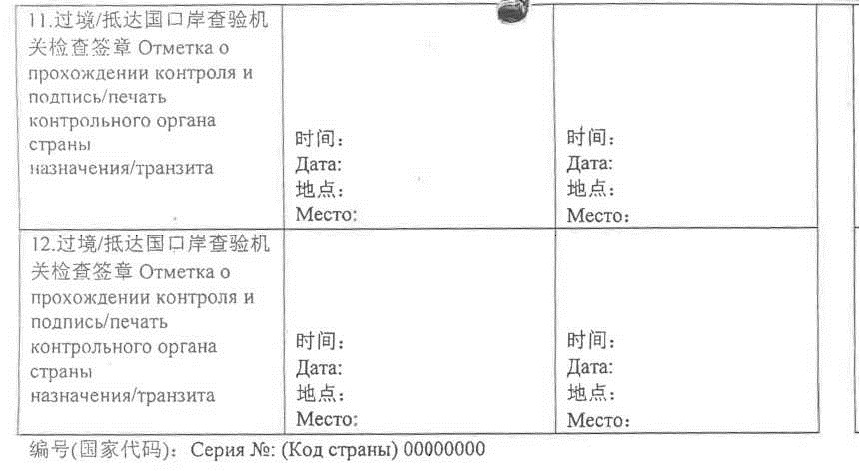 11.过境/抵达国口岸查验机
关检查签章 Отметка о
прохождении контроля и
подпись/печать
контрольного органа
страны
назначения/транзита
时间：
Дата:
地点：
Место:
时间：
Дата:
地点：
Место：
12.过境/抵达国口岸查验机
关检查签章 Отметка о
прохождении контроля и
подпись/печать
контрольного органа
страны
назначения/транзита
时间：
Дата:
地点：
Место:
时间：
Дата:
地点：
Место：
编号(国家代码)：Серия №: (Код страны) 00000000